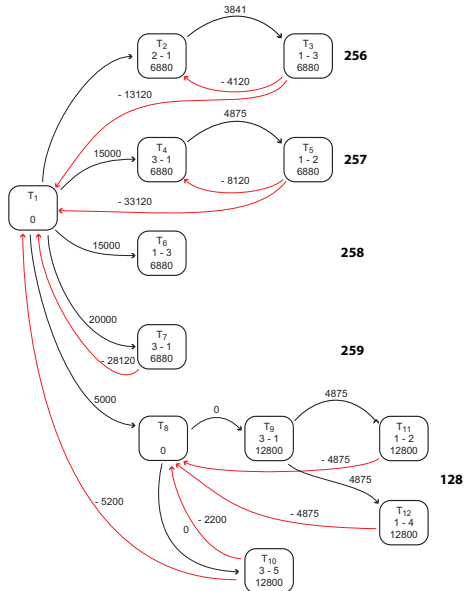 3841
T2
2 - 1
6880
T3
1 - 3
6880
256
- 4120
- 13120
4875
15000
T4
3 - 1
6880
T5
1 - 2
6880
257
- 8120
T1
0
- 33120
15000
T6
1 - 3
6880
258
20000
T7
3 - 1
6880
259
- 28120
5000
0
4875
T8
0
T9
3 - 1
12800
T11
1 - 2
12800
- 4875
4875
128
- 5200
- 2200
- 4875
T12
1 - 4
12800
0
T10
3 - 5
12800